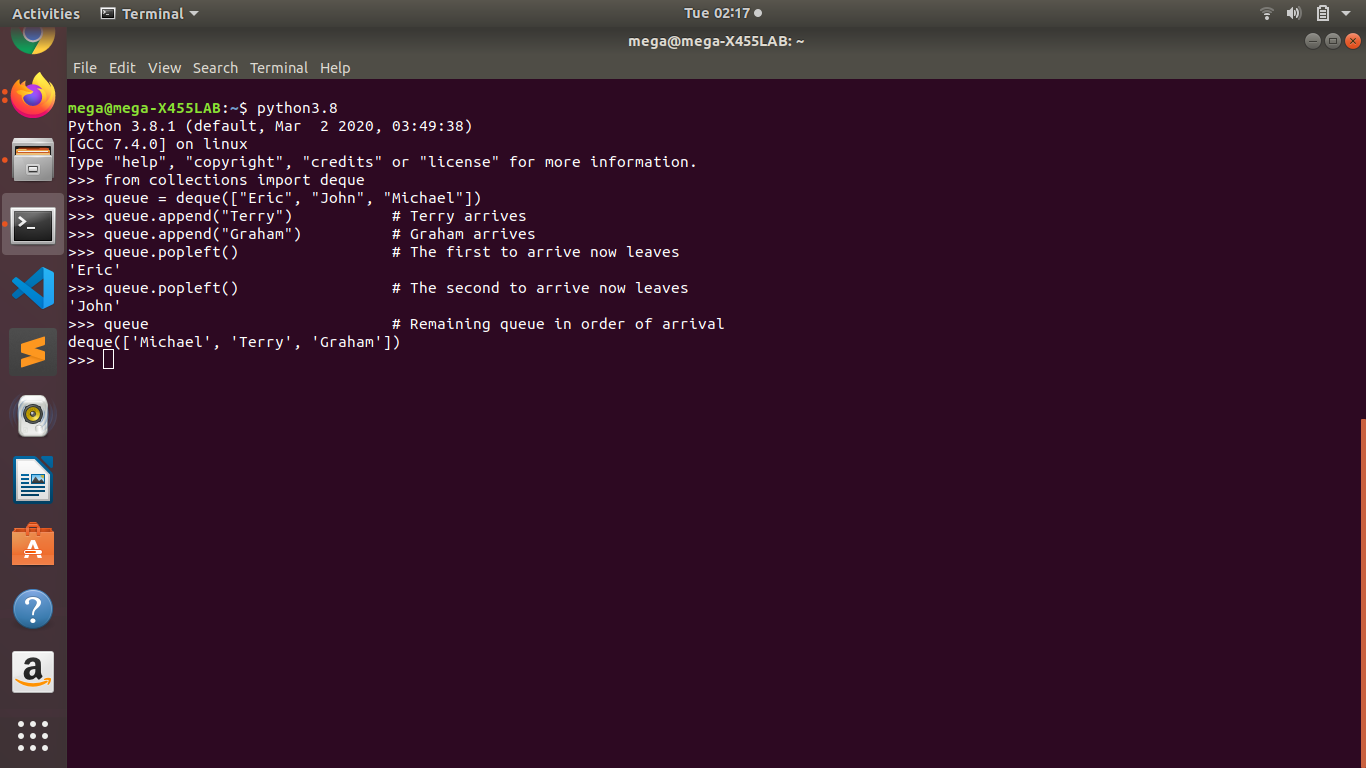 Activities Terminal Tue 02:17
mega@mega-X455LAB: ~
File Edit View Search Terminal Help
mega@mega-X455LAB:~$ python3.8
Python 3.8.1 (default, Mar  2 2020, 03:49:38)
[GCC 7.4.0] on linux
Type "help", "copyright", "credits" or "license" for more information.
>>> from collections import deque
>>> queue = deque(["Eric", "John", "Michael"])
>>> queue.append("Terry")           # Terry arrives
>>> queue.append("Graham")          # Graham arrives
>>> queue.popleft()                 # The first to arrive now leaves
'Eric'
>>> queue.popleft()                 # The second to arrive now leaves
'John'
>>> queue                           # Remaining queue in order of arrival
deque(['Michael', 'Terry', 'Graham'])
>>>